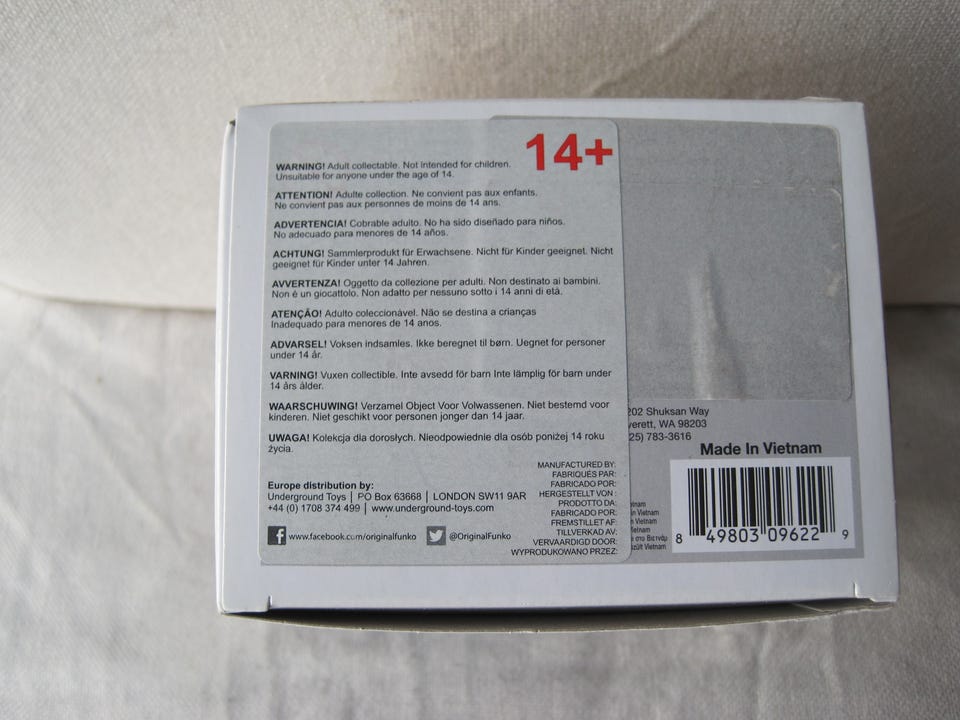 14+
WARNING! Adult collectable. Not intended for children.
Unsuitable for anyone under the age of 14.
ATTENTION! Adulte collection. Ne convient pas aux enfants.
Ne convient pas aux personnes de moins de 14 ans.
ADVERTENCIA! Cobrable adulto. No ha sido diseñado para niños.
No adecuado para menores de 14 años.
ACHTUNG! Sammlerprodukt für Erwachsene. Nicht für Kinder geeignet. Nicht
geeignet für Kinder unter 14 Jahren.
AVVERTENZA! Oggetto da collezione per adulti. Non destinato ai bambini.
Non è un giocattolo. Non adatto per nessuno sotto i 14 anni di età.
ATENÇÃO! Adulto coleccionável. Não se destina a crianças
Inadequado para menores de 14 anos.
ADVARSEL! Voksen indsamles. Ikke beregnet til børn. Uegnet for personer
under 14 år.
VARNING! Vuxen collectible. Inte avsedd för barn Inte lämplig för barn under
14 års ålder.
WAARSCHUWING! Verzamel Object Voor Volwassenen. Niet bestemd voor
kinderen. Niet geschikt voor personen jonger dan 14 jaar.
UWAGA! Kolekcja dla dorosłych. Nieodpowiednie dla osób poniżej 14 roku
życia.
Europe distribution by:
Underground Toys | PO Box 63668 | LONDON SW11 9AR
+44 (0) 1708 374 499 | www.underground-toys.com
www.facebook.com/originalfunko @OriginalFunko
MANUFACTURED BY:
FABRIQUÉS PAR:
FABRICADO POR:
HERGESTELLT VON :
PRODOTTO DA:
FABRICADO POR:
FREMSTILLET AF:
TILLVERKAD AV:
VERVAARDIGD DOOR:
WYPRODUKOWANO PRZEZ:
202 Shuksan Way
verett, WA 98203
25) 783-3616
Made In Vietnam
etnam
n Vietnam
Vietnam
ietnam
στο Βιετνάμ
szült Vietnam
8 49803 09622 9